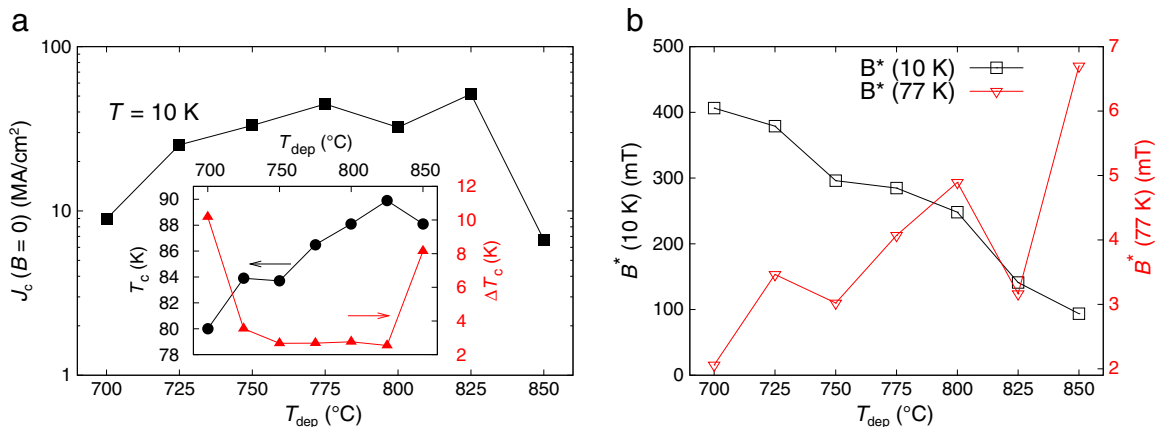 a
100
10
1
J_c (B = 0) (MA/cm²)
T = 10 K
T_dep (°C)
700 750 800 850
90
88
86
84
82
80
78
T_c (K)
12
10
8
6
4
2
ΔT_c (K)
700 725 750 775 800 825 850
T_dep (°C)
b
500
400
300
200
100
0
B* (10 K) (mT)
B* (10 K)
B* (77 K)
7
6
5
4
3
2
B* (77 K) (mT)
700 725 750 775 800 825 850
T_dep (°C)